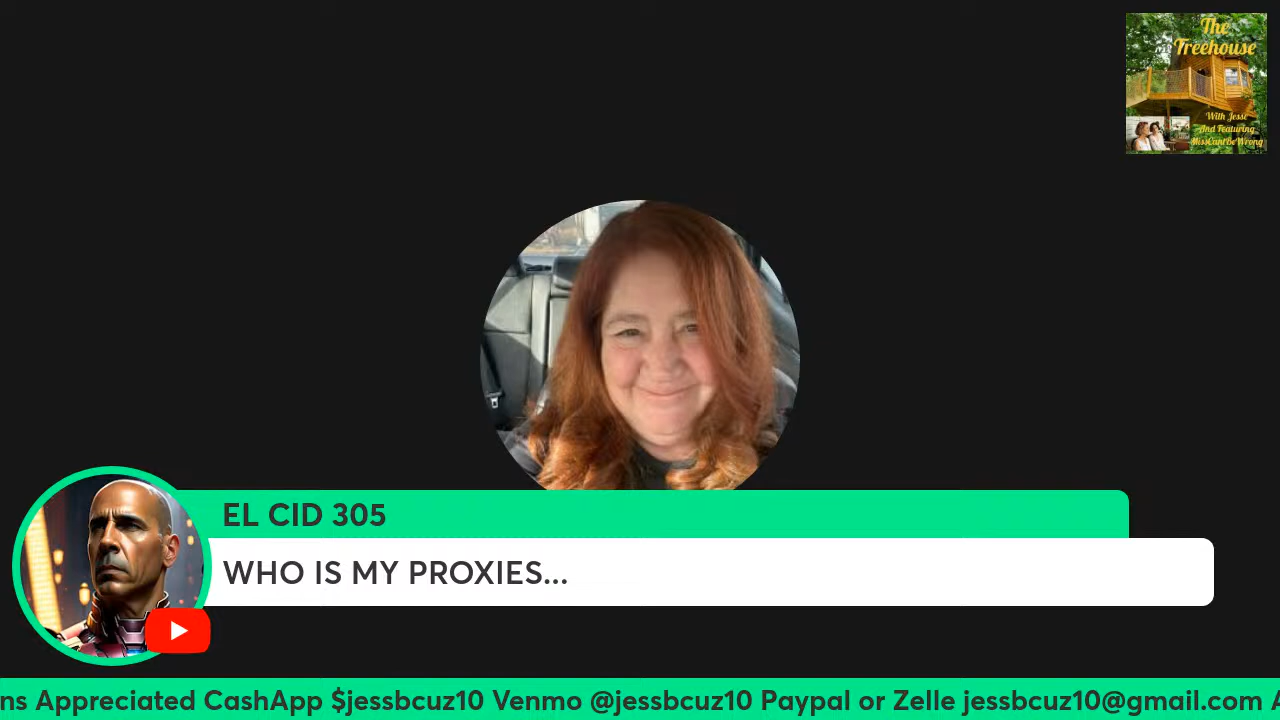 The
Treehouse
With Jesse
And Featuring
MissCantBeWrong
EL CID 305
WHO IS MY PROXIES...
ns Appreciated CashApp $jessbcuz10 Venmo @jessbcuz10 Paypal or Zelle jessbcuz10@gmail.com A